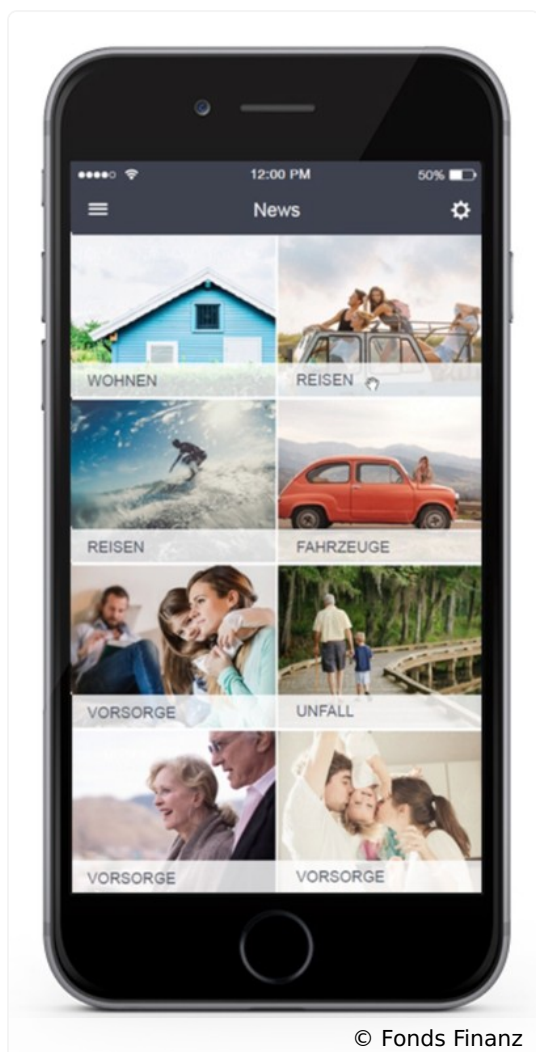 12:00 PM
50%
News
WOHNEN
REISEN
REISEN
FAHRZEUGE
VORSORGE
UNFALL
VORSORGE
VORSORGE
© Fonds Finanz